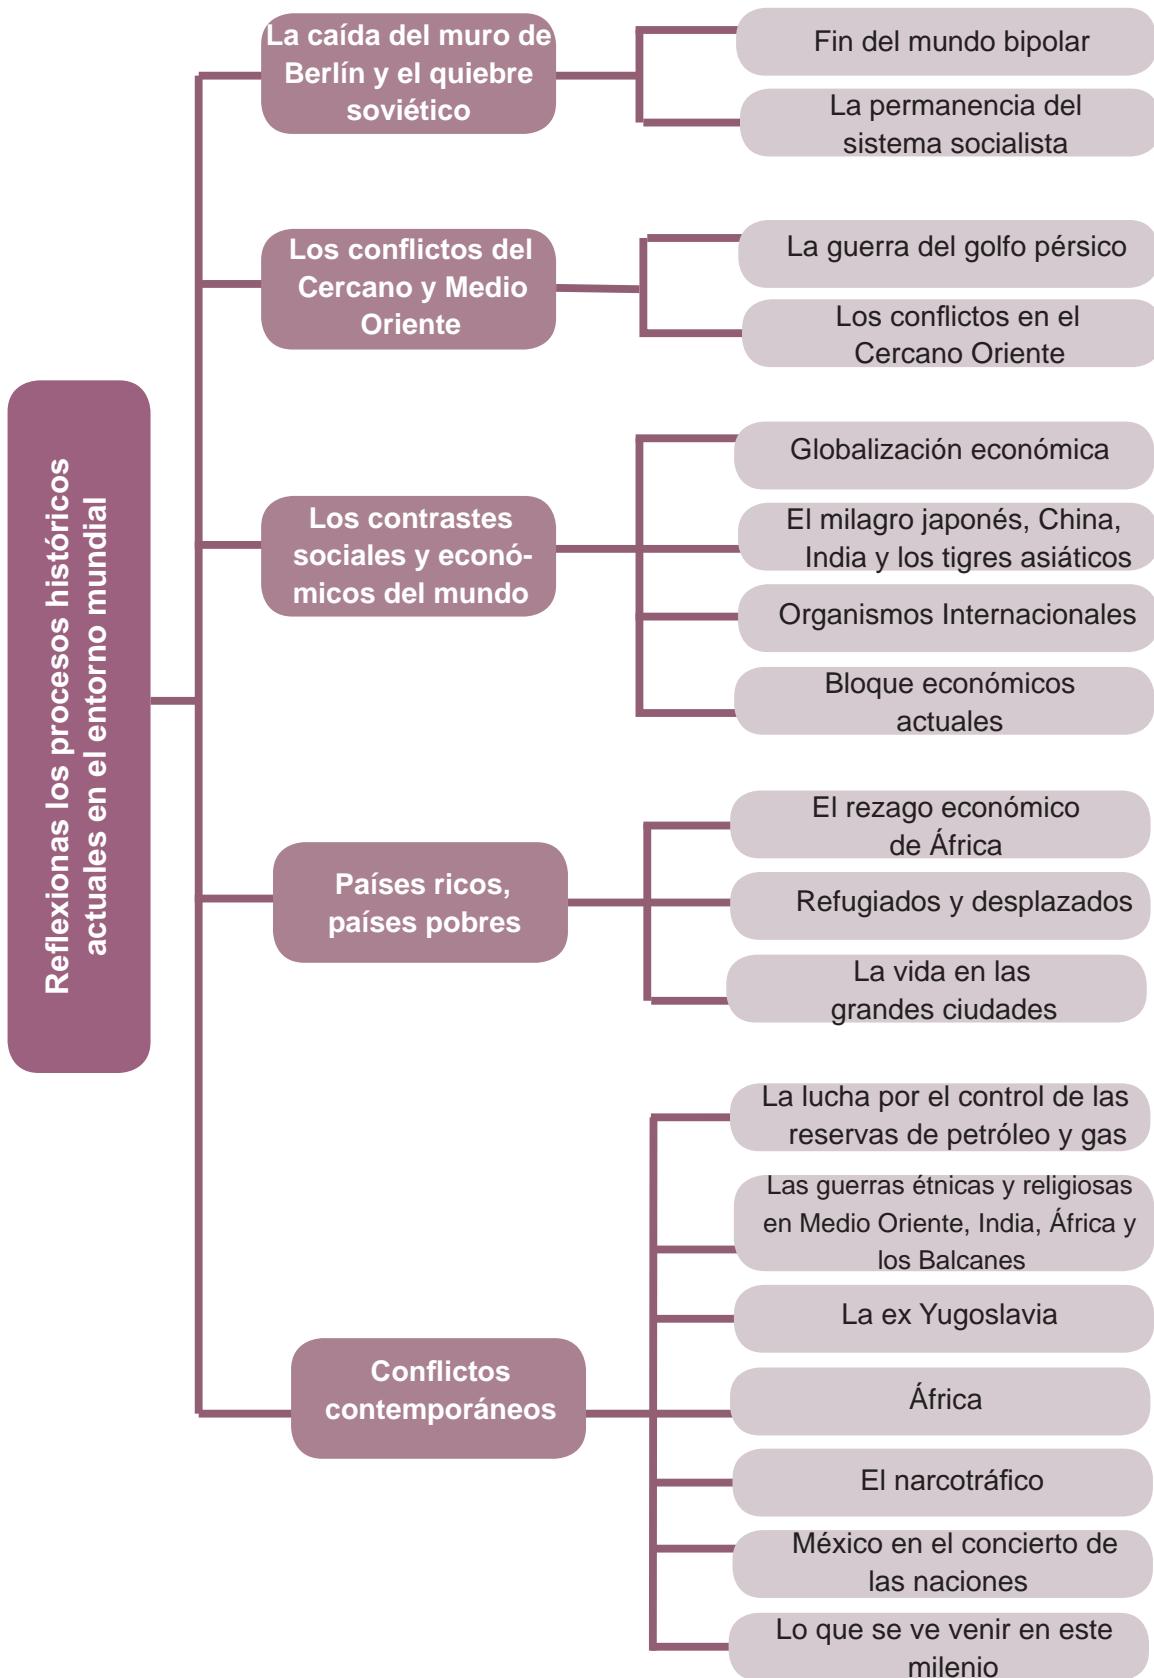 Reflexionas los procesos históricos
actuales en el entorno mundial
La caída del muro de
Berlín y el quiebre
soviético
Fin del mundo bipolar
La permanencia del
sistema socialista
Los conflictos del
Cercano y Medio
Oriente
La guerra del golfo pérsico
Los conflictos en el
Cercano Oriente
Los contrastes
sociales y econó-
micos del mundo
Globalización económica
El milagro japonés, China,
India y los tigres asiáticos
Organismos Internacionales
Bloque económicos
actuales
Países ricos,
países pobres
El rezago económico
de África
Refugiados y desplazados
La vida en las
grandes ciudades
Conflictos
contemporáneos
La lucha por el control de las
reservas de petróleo y gas
Las guerras étnicas y religiosas
en Medio Oriente, India, África y
los Balcanes
La ex Yugoslavia
África
El narcotráfico
México en el concierto de
las naciones
Lo que se ve venir en este
milenio